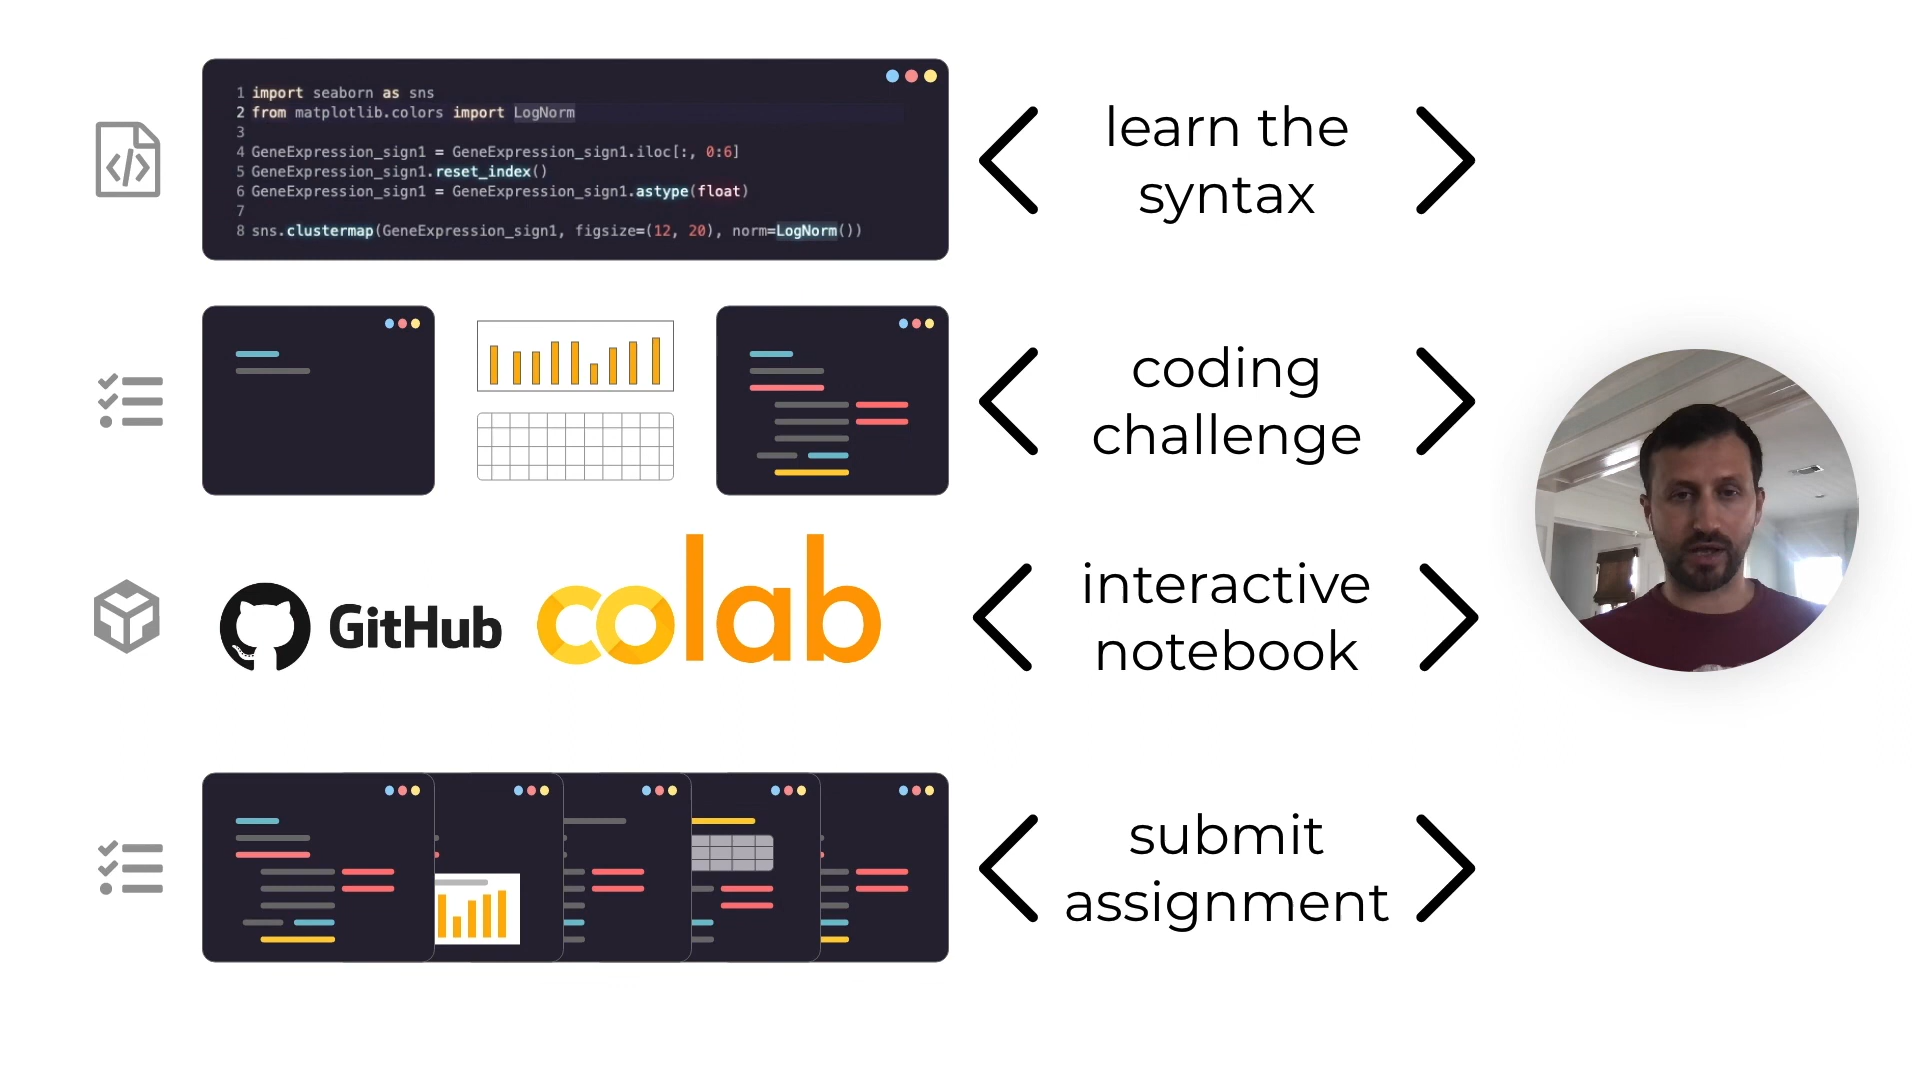 1 import seaborn as sns
2 from matplotlib.colors import LogNorm
3
4 GeneExpression_sign1 = GeneExpression_sign1.iloc[:, 0:6]
5 GeneExpression_sign1.reset_index()
6 GeneExpression_sign1 = GeneExpression_sign1.astype(float)
7
8 sns.clustermap(GeneExpression_sign1, figsize=(12, 20), norm=LogNorm())
learn the
syntax
coding
challenge
GitHub
colab
interactive
notebook
submit
assignment